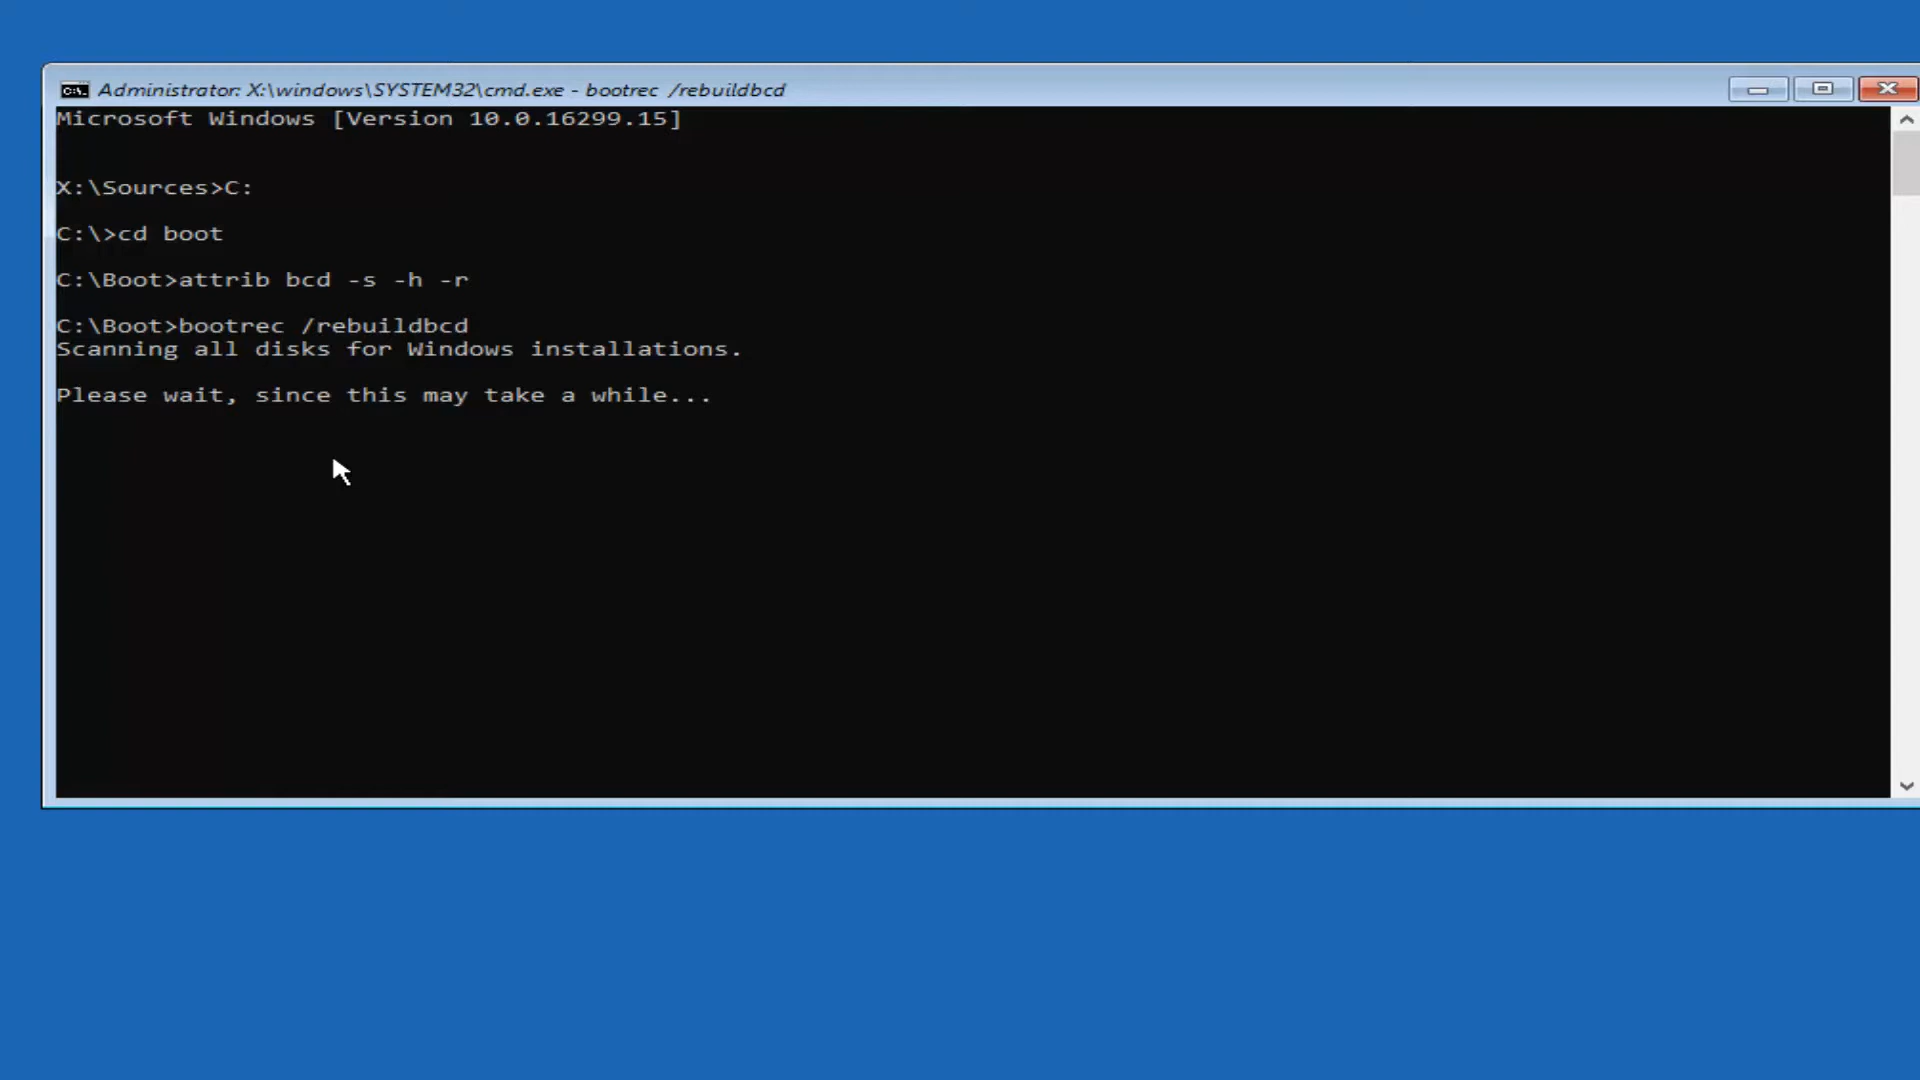 Administrator: X:\windows\SYSTEM32\cmd.exe - bootrec /rebuildbcd
Microsoft Windows [Version 10.0.16299.15]
X:\Sources>C:
C:\>cd boot
C:\Boot>attrib bcd -s -h -r
C:\Boot>bootrec /rebuildbcd
Scanning all disks for Windows installations.
Please wait, since this may take a while...